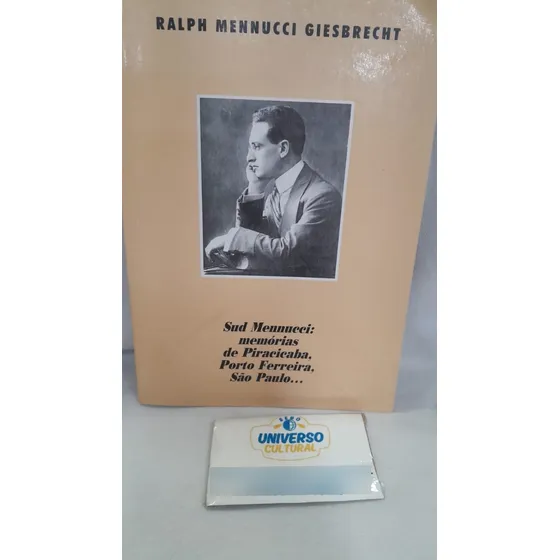 RALPH MENNUCCI GIESBRECHT
Sud Mennucci:
memórias
de Piracicaba,
Porto Ferreira,
São Paulo...
UNIVERSO
CULTURAL